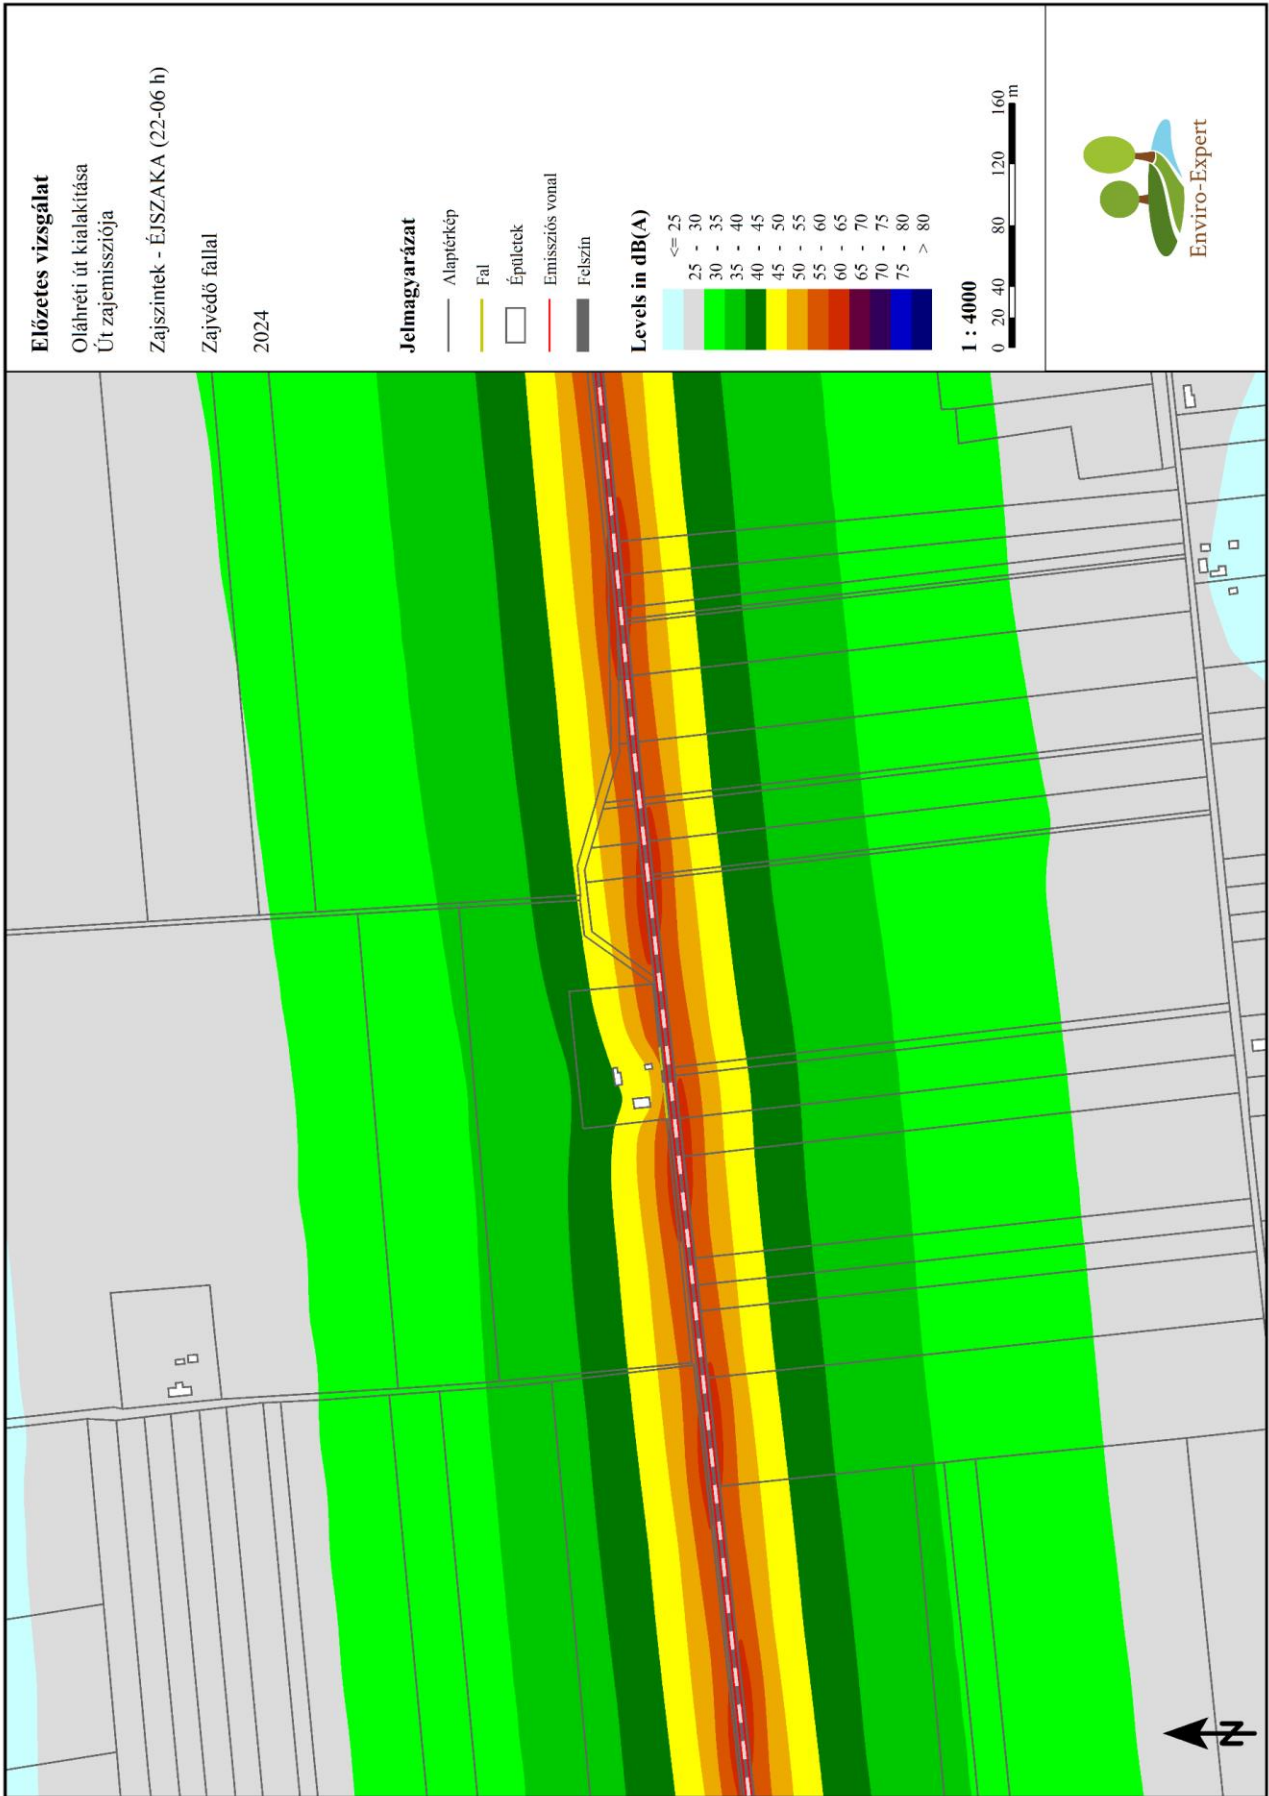 Előzetes vizsgálat
Oláhréti út kialakítása
Út zajemissziója
Zajszintek - ÉJSZAKA (22-06 h)
Zajvédő fallal
2024
Jelmagyarázat
Alaptérkép
Fal
Épületek
Emissziós vonal
Felszín
Levels in dB(A)
<= 25
25 - 30
30 - 35
35 - 40
40 - 45
45 - 50
50 - 55
55 - 60
60 - 65
65 - 70
70 - 75
75 - 80
> 80
1 : 4000
0 20 40 80 120 160
m
Enviro-Expert
N